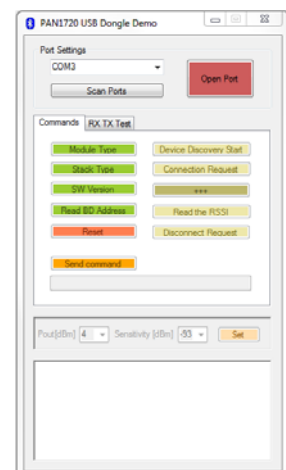 PAN1720 USB Dongle Demo
Port Settings
COM3
Open Port
Scan Ports
Commands RX TX Test
Module Type Device Discovery Start
Stack Type Connection Request
SW Version +++
Read BD Address Read the RSSI
Reset Disconnect Request
Send command
Pout[dBm] 4 Sensitivity [dBm] -93 Set